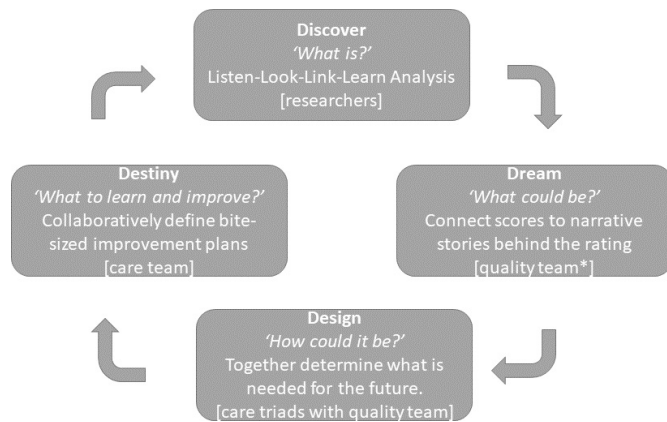 Discover
‘What is?’
Listen-Look-Link-Learn Analysis
[researchers]
Dream
‘What could be?’
Connect scores to narrative
stories behind the rating
[quality team*]
Design
‘How could it be?’
Together determine what is
needed for the future.
[care triads with quality team]
Destiny
‘What to learn and improve?’
Collaboratively define bite-
sized improvement plans
[care team]